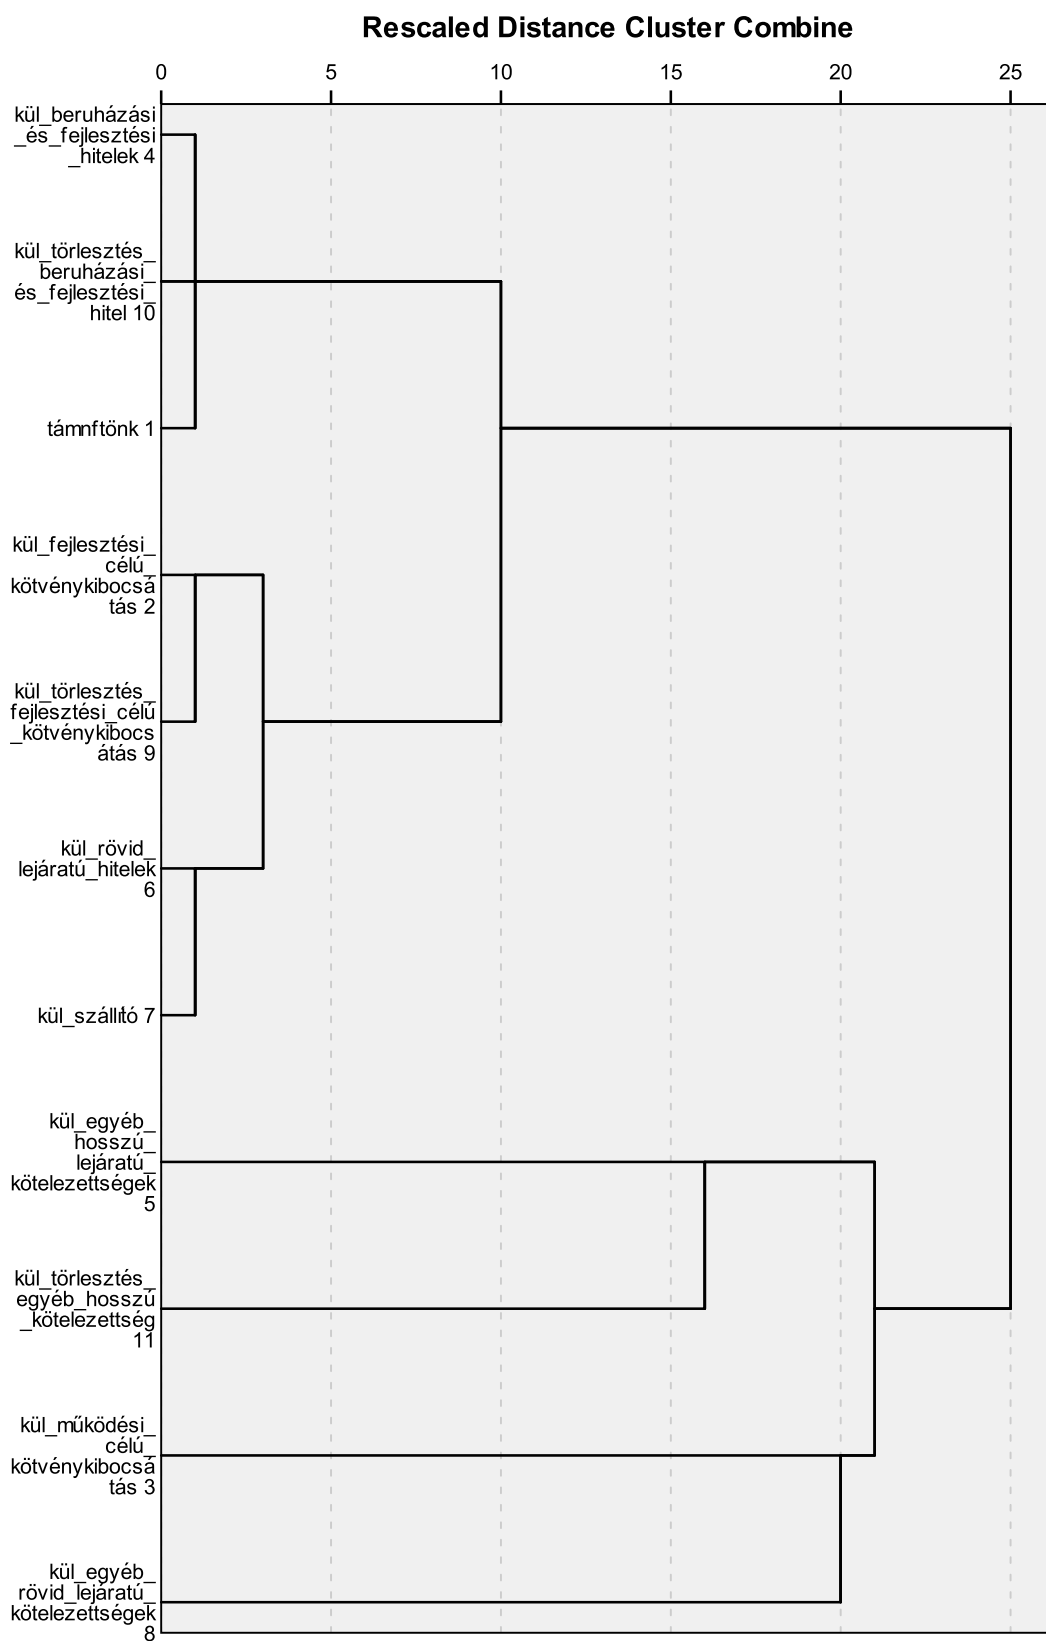 Rescaled Distance Cluster Combine
0 5 10 15 20 25
kül_beruházási
_és_fejlesztési
_hitelek 4
kül_törlesztés_
beruházási_
és_fejlesztési_
hitel 10
támnftönk 1
kül_fejlesztési_
célú_
kötvénykibocsá
tás 2
kül_törlesztés_
fejlesztési_célú
_kötvénykibocs
átás 9
kül_rövid_
lejáratú_hitelek
6
kül_szállító 7
kül_egyéb_
hosszú_
lejáratú_
kötelezettségek
5
kül_törlesztés_
egyéb_hosszú
_kötelezettség
11
kül_működési_
célú_
kötvénykibocsá
tás 3
kül_egyéb_
rövid_lejáratú_
kötelezettségek
8